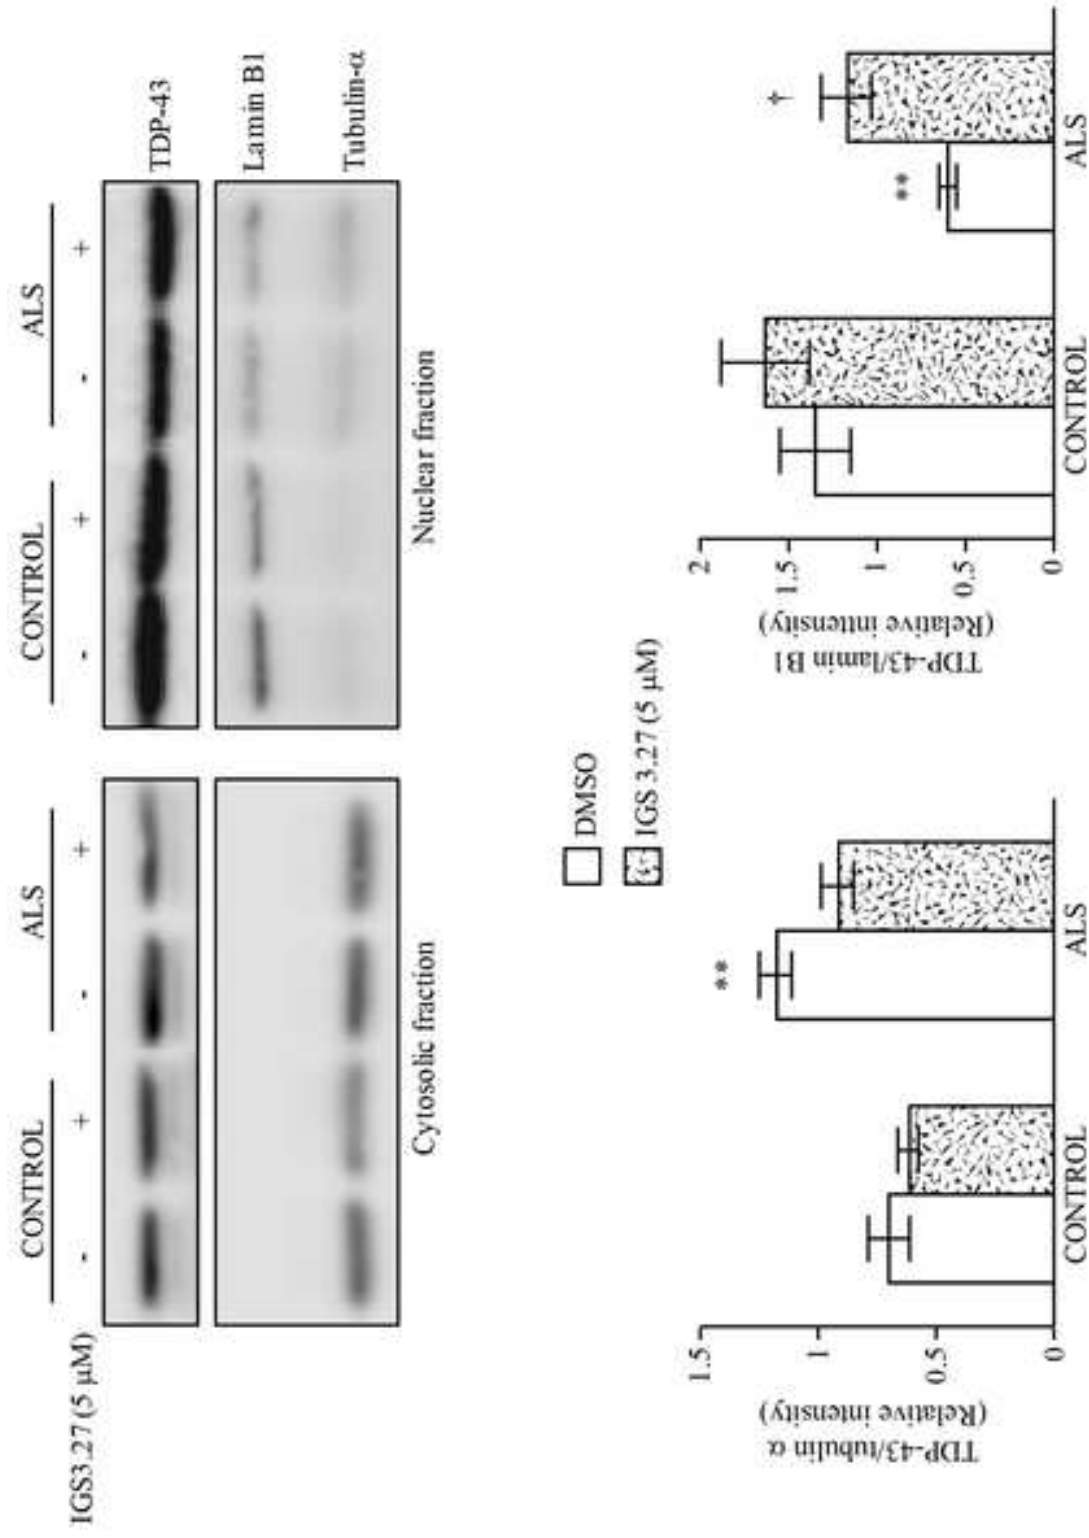 CONTROL ALS CONTROL ALS
IGS3.27 (5 μM) - + - + - + - +
TDP-43
Lamin B1
Tubulin-α
Cytosolic fraction Nuclear fraction
DMSO
IGS 3.27 (5 μM)
TDP-43/tubulin α
(Relative intensity)
1.5
1
0.5
0
**
CONTROL ALS
TDP-43/lamin B1
(Relative inttensity)
2
1.5
1
0.5
0
**
†
CONTROL ALS